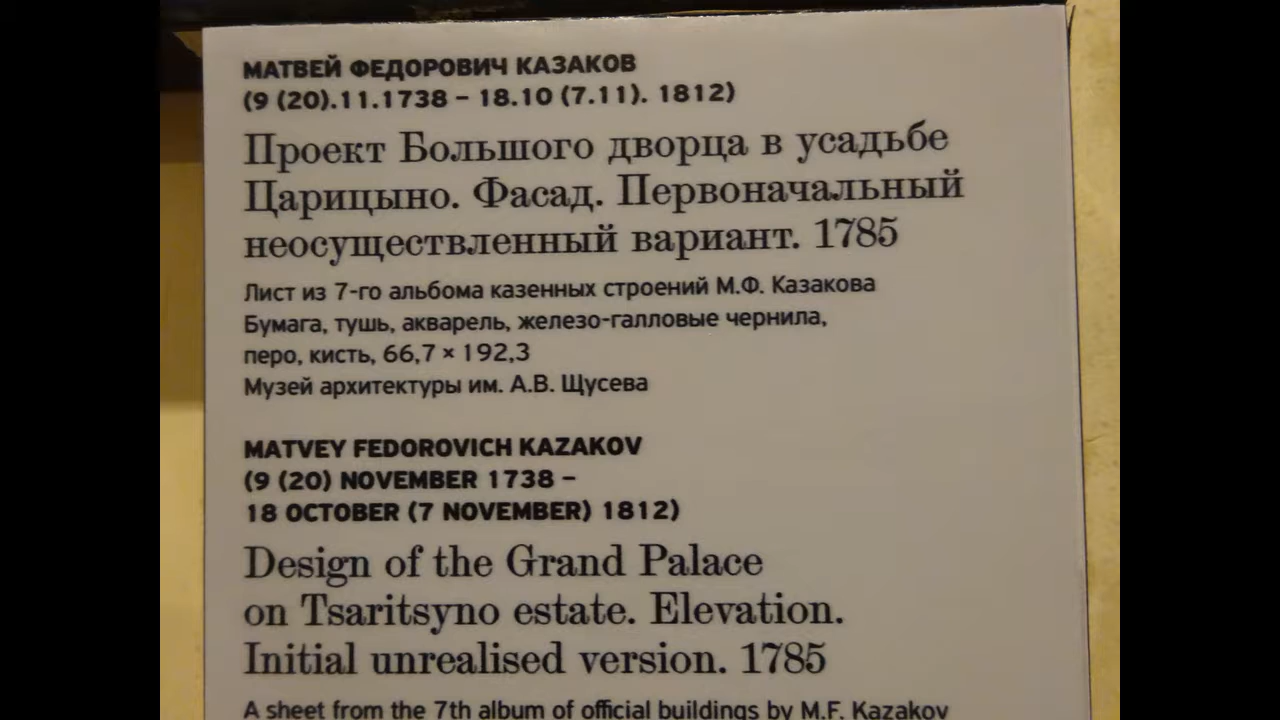 МАТВЕЙ ФЕДОРОВИЧ КАЗАКОВ
(9 (20).11.1738 – 18.10 (7.11). 1812)
Проект Большого дворца в усадьбе
Царицыно. Фасад. Первоначальный
неосуществленный вариант. 1785
Лист из 7-го альбома казенных строений М.Ф. Казакова
Бумага, тушь, акварель, железо-галловые чернила,
перо, кисть, 66,7 × 192,3
Музей архитектуры им. А.В. Щусева
MATVEY FEDOROVICH KAZAKOV
(9 (20) NOVEMBER 1738 –
18 OCTOBER (7 NOVEMBER) 1812)
Design of the Grand Palace
on Tsaritsyno estate. Elevation.
Initial unrealised version. 1785
A sheet from the 7th album of official buildings by M.F. Kazakov